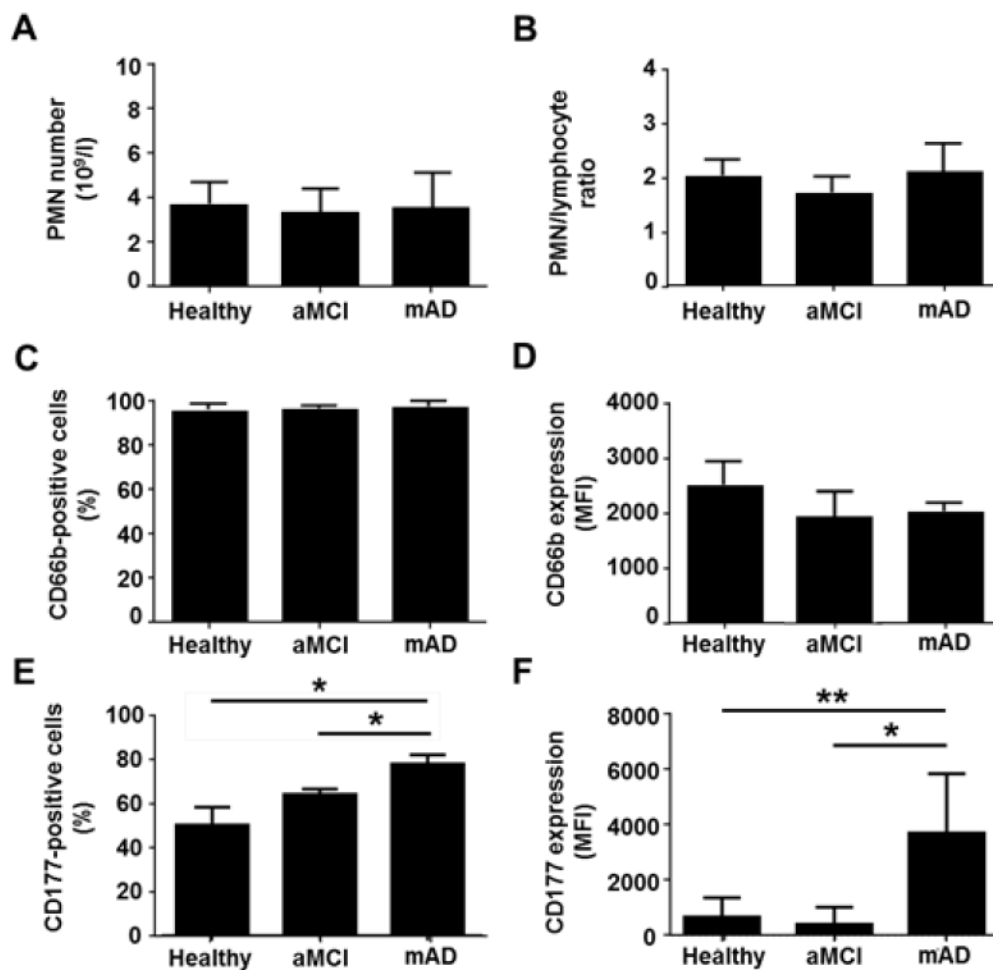 A
PMN number
(10⁹/l)
10
8
6
4
2
0
Healthy aMCI mAD
B
PMN/lymphocyte
ratio
4
3
2
1
0
Healthy aMCI mAD
C
CD66b-positive cells
(%)
100
80
60
40
20
0
Healthy aMCI mAD
D
CD66b expression
(MFI)
4000
3000
2000
1000
0
Healthy aMCI mAD
E
CD177-positive cells
(%)
100
80
60
40
20
0
*
*
Healthy aMCI mAD
F
CD177 expression
(MFI)
8000
6000
4000
2000
0
**
*
Healthy aMCI mAD